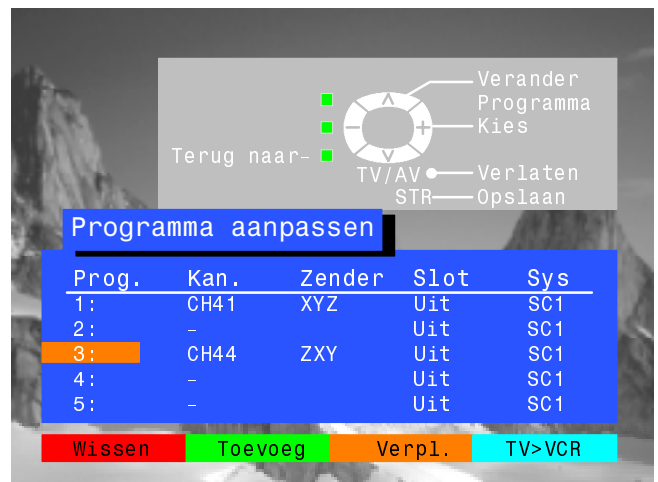 Verander
Programma
Kies
Terug naar
TV/AV Verlaten
STR Opslaan
Programma aanpassen
Prog. Kan. Zender Slot Sys
1: CH41 XYZ Uit SC1
2: – Uit SC1
3: CH44 ZXY Uit SC1
4: – Uit SC1
5: – Uit SC1
Wissen Toevoeg Verpl. TV>VCR